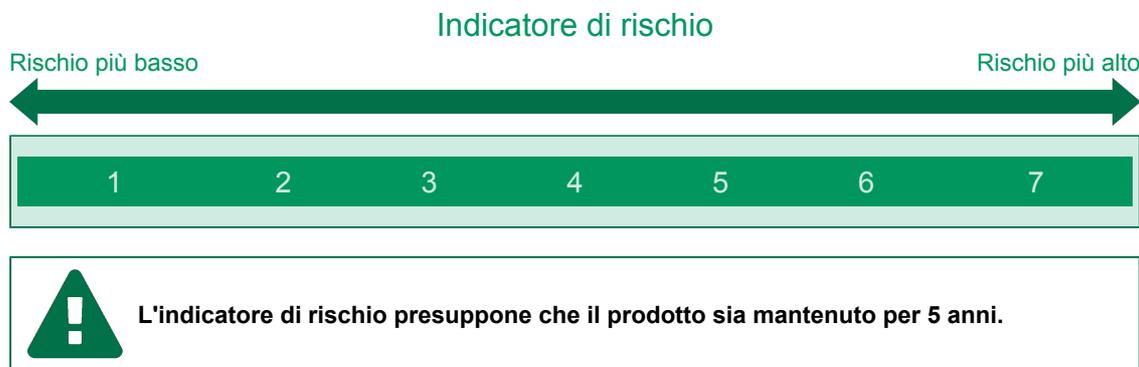 Indicatore di rischio
Rischio più basso Rischio più alto
1 2 3 4 5 6 7
L'indicatore di rischio presuppone che il prodotto sia mantenuto per 5 anni.